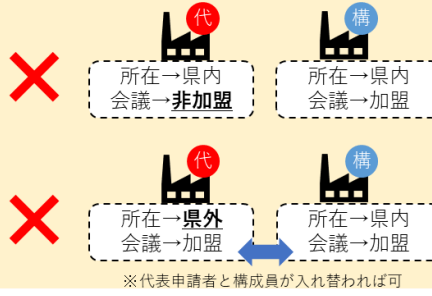 代 構
所在→県内 所在→県内
会議→非加盟 会議→加盟
代 構
所在→県外 所在→県内
会議→加盟 会議→加盟
※代表申請者と構成員が入れ替われば可